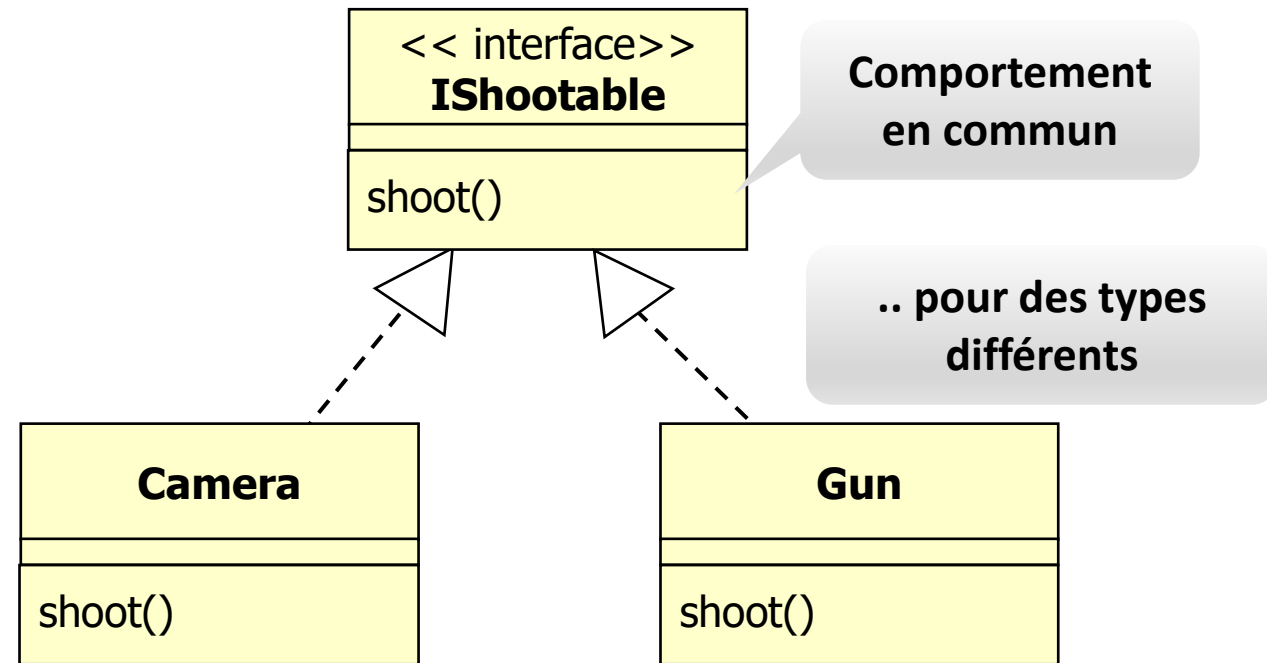 << interface>>
IShootable
shoot()
Comportement
en commun
.. pour des types
différents
Camera
shoot()
Gun
shoot()